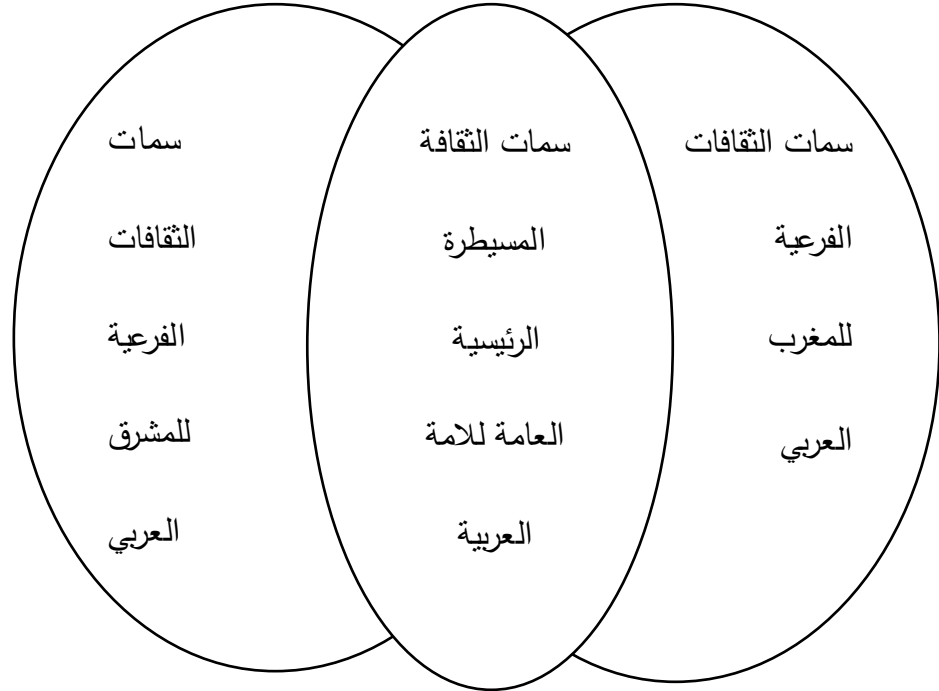 سمات الثقافات
الفرعية
للمغرب
العربي
سمات الثقافة
المسيطرة
الرئيسية
العامة للامة
العربية
سمات
الثقافات
الفرعية
للمشرق
العربي